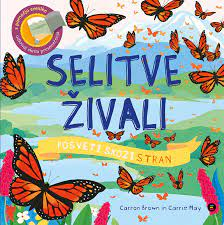 SELITVE
ŽIVALI
POSVETI SKOZI STRAN
Carron Brown in Carrie May